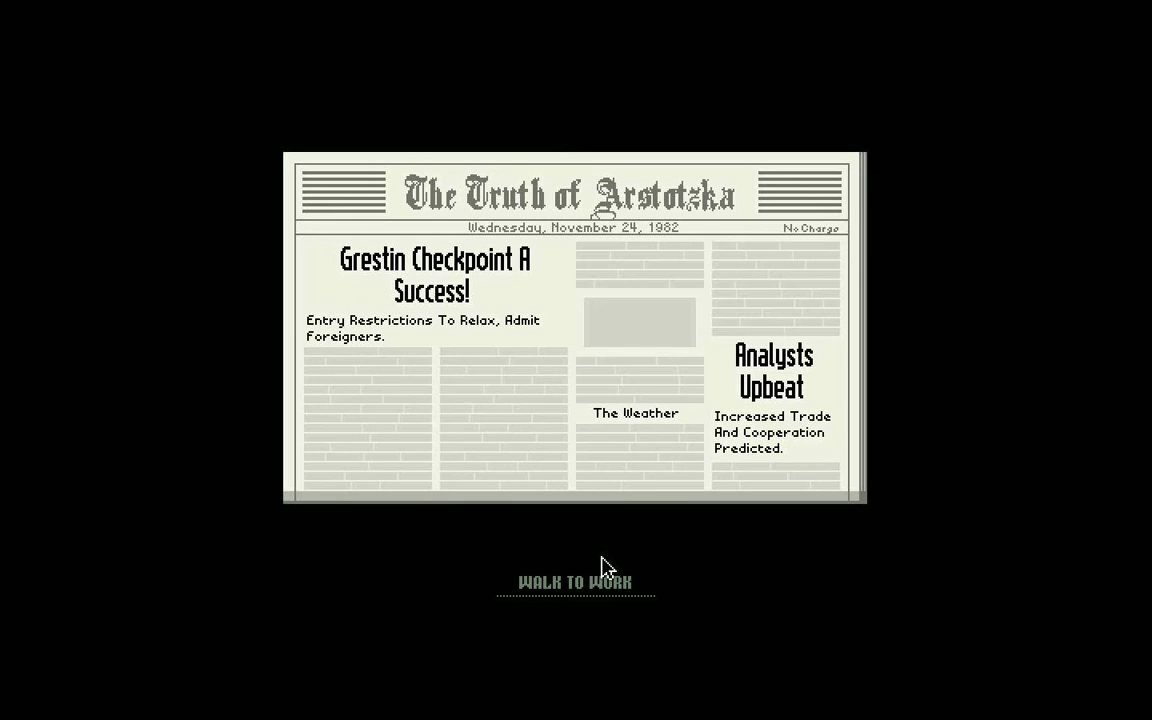 The Truth of Arstotzka
Wednesday, November 24, 1982
No Charge
Grestin Checkpoint A
Success!
Entry Restrictions To Relax, Admit
Foreigners.
The Weather
Analysts
Upbeat
Increased Trade
And Cooperation
Predicted.
WALK TO WORK